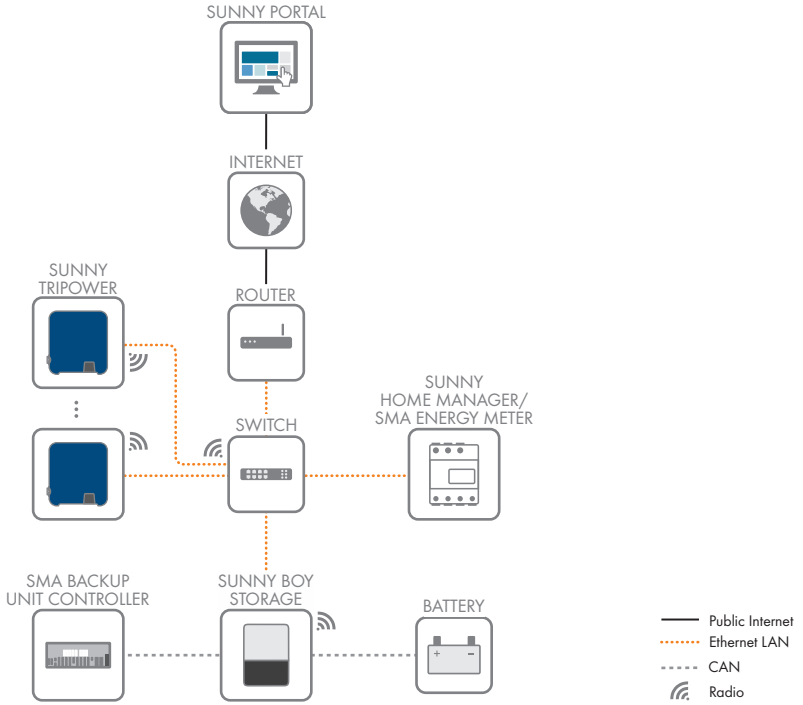 SUNNY PORTAL
INTERNET
SUNNY
TRIPOWER
ROUTER
SUNNY
HOME MANAGER/
SMA ENERGY METER
SWITCH
SMA BACKUP
UNIT CONTROLLER
SUNNY BOY
STORAGE
BATTERY
+ −
Public Internet
Ethernet LAN
CAN
Radio